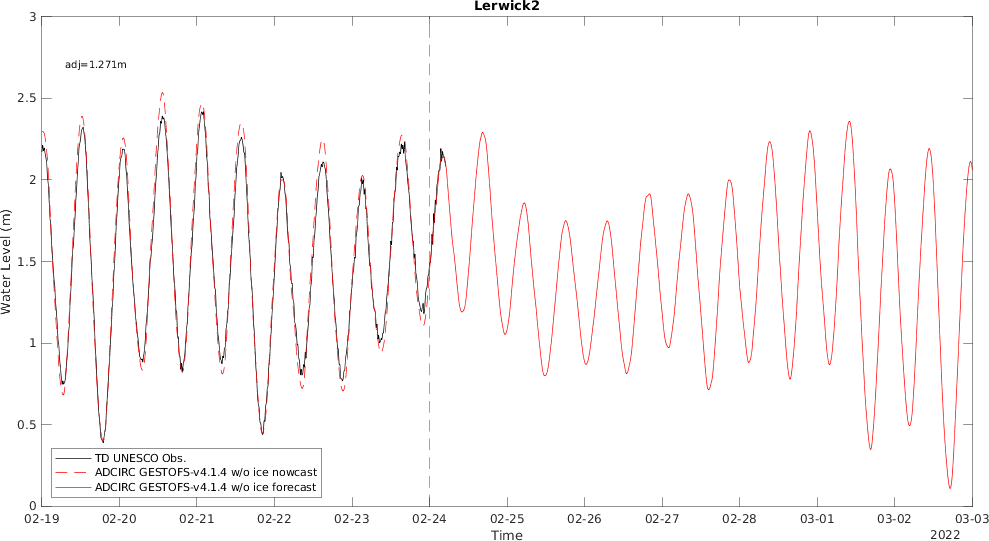 Lerwick2
adj=1.271m
3
2.5
2
1.5
1
0.5
0
Water Level (m)
TD UNESCO Obs.
ADCIRC GESTOFS-v4.1.4 w/o ice nowcast
ADCIRC GESTOFS-v4.1.4 w/o ice forecast
02-19 02-20 02-21 02-22 02-23 02-24 02-25 02-26 02-27 02-28 03-01 03-02 03-03
Time
2022